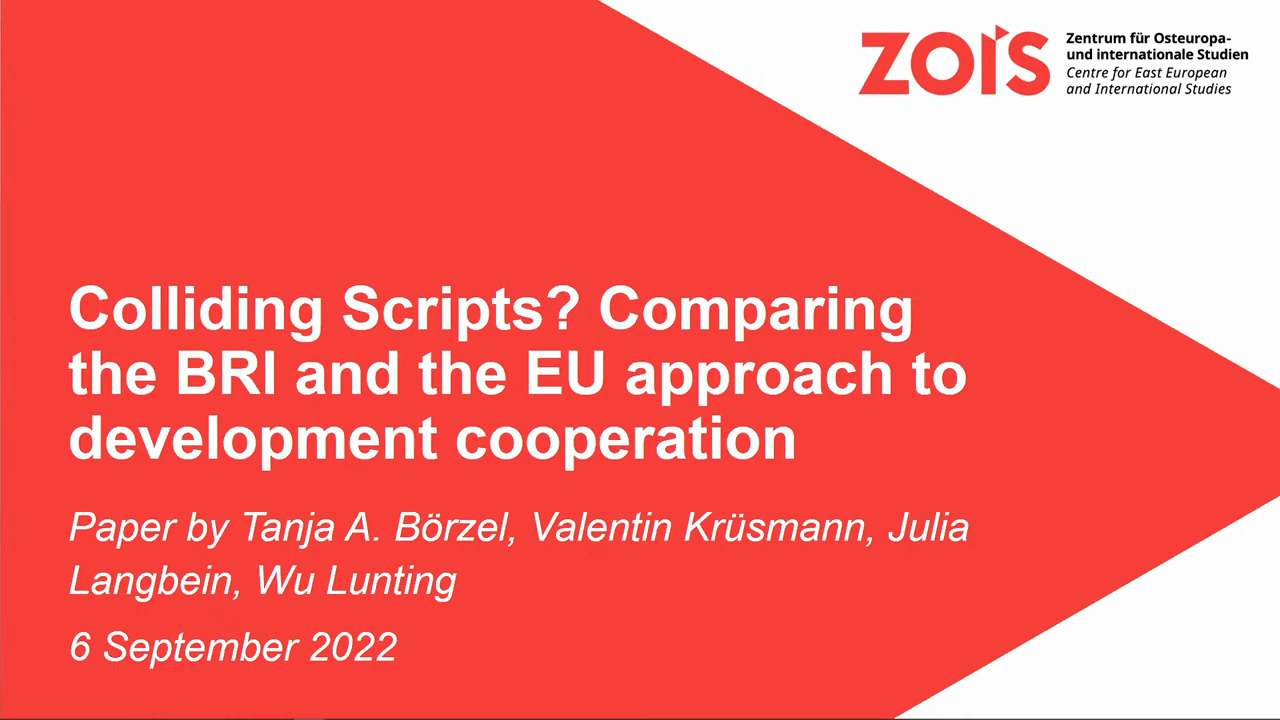 ZOiS
Zentrum für Osteuropa-
und internationale Studien
Centre for East European
and International Studies
Colliding Scripts? Comparing
the BRI and the EU approach to
development cooperation
Paper by Tanja A. Börzel, Valentin Krüsmann, Julia
Langbein, Wu Lunting
6 September 2022